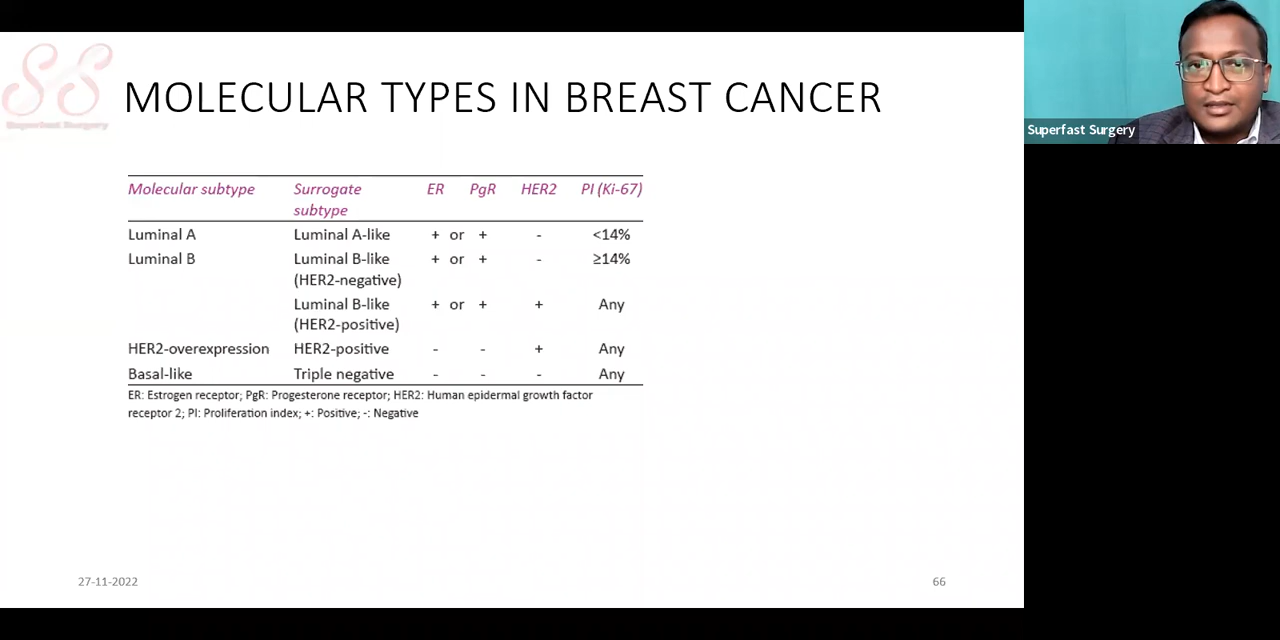 SS
Superfast Surgery
MOLECULAR TYPES IN BREAST CANCER
Superfast Surgery
Molecular subtype Surrogate subtype ER PgR HER2 PI (Ki-67)
Luminal A Luminal A-like + or + - <14%
Luminal B Luminal B-like + or + - ≥14%
(HER2-negative)
Luminal B-like + or + + Any
(HER2-positive)
HER2-overexpression HER2-positive - - + Any
Basal-like Triple negative - - - Any
ER: Estrogen receptor; PgR: Progesterone receptor; HER2: Human epidermal growth factor
receptor 2; PI: Proliferation index; +: Positive; -: Negative
27-11-2022 66